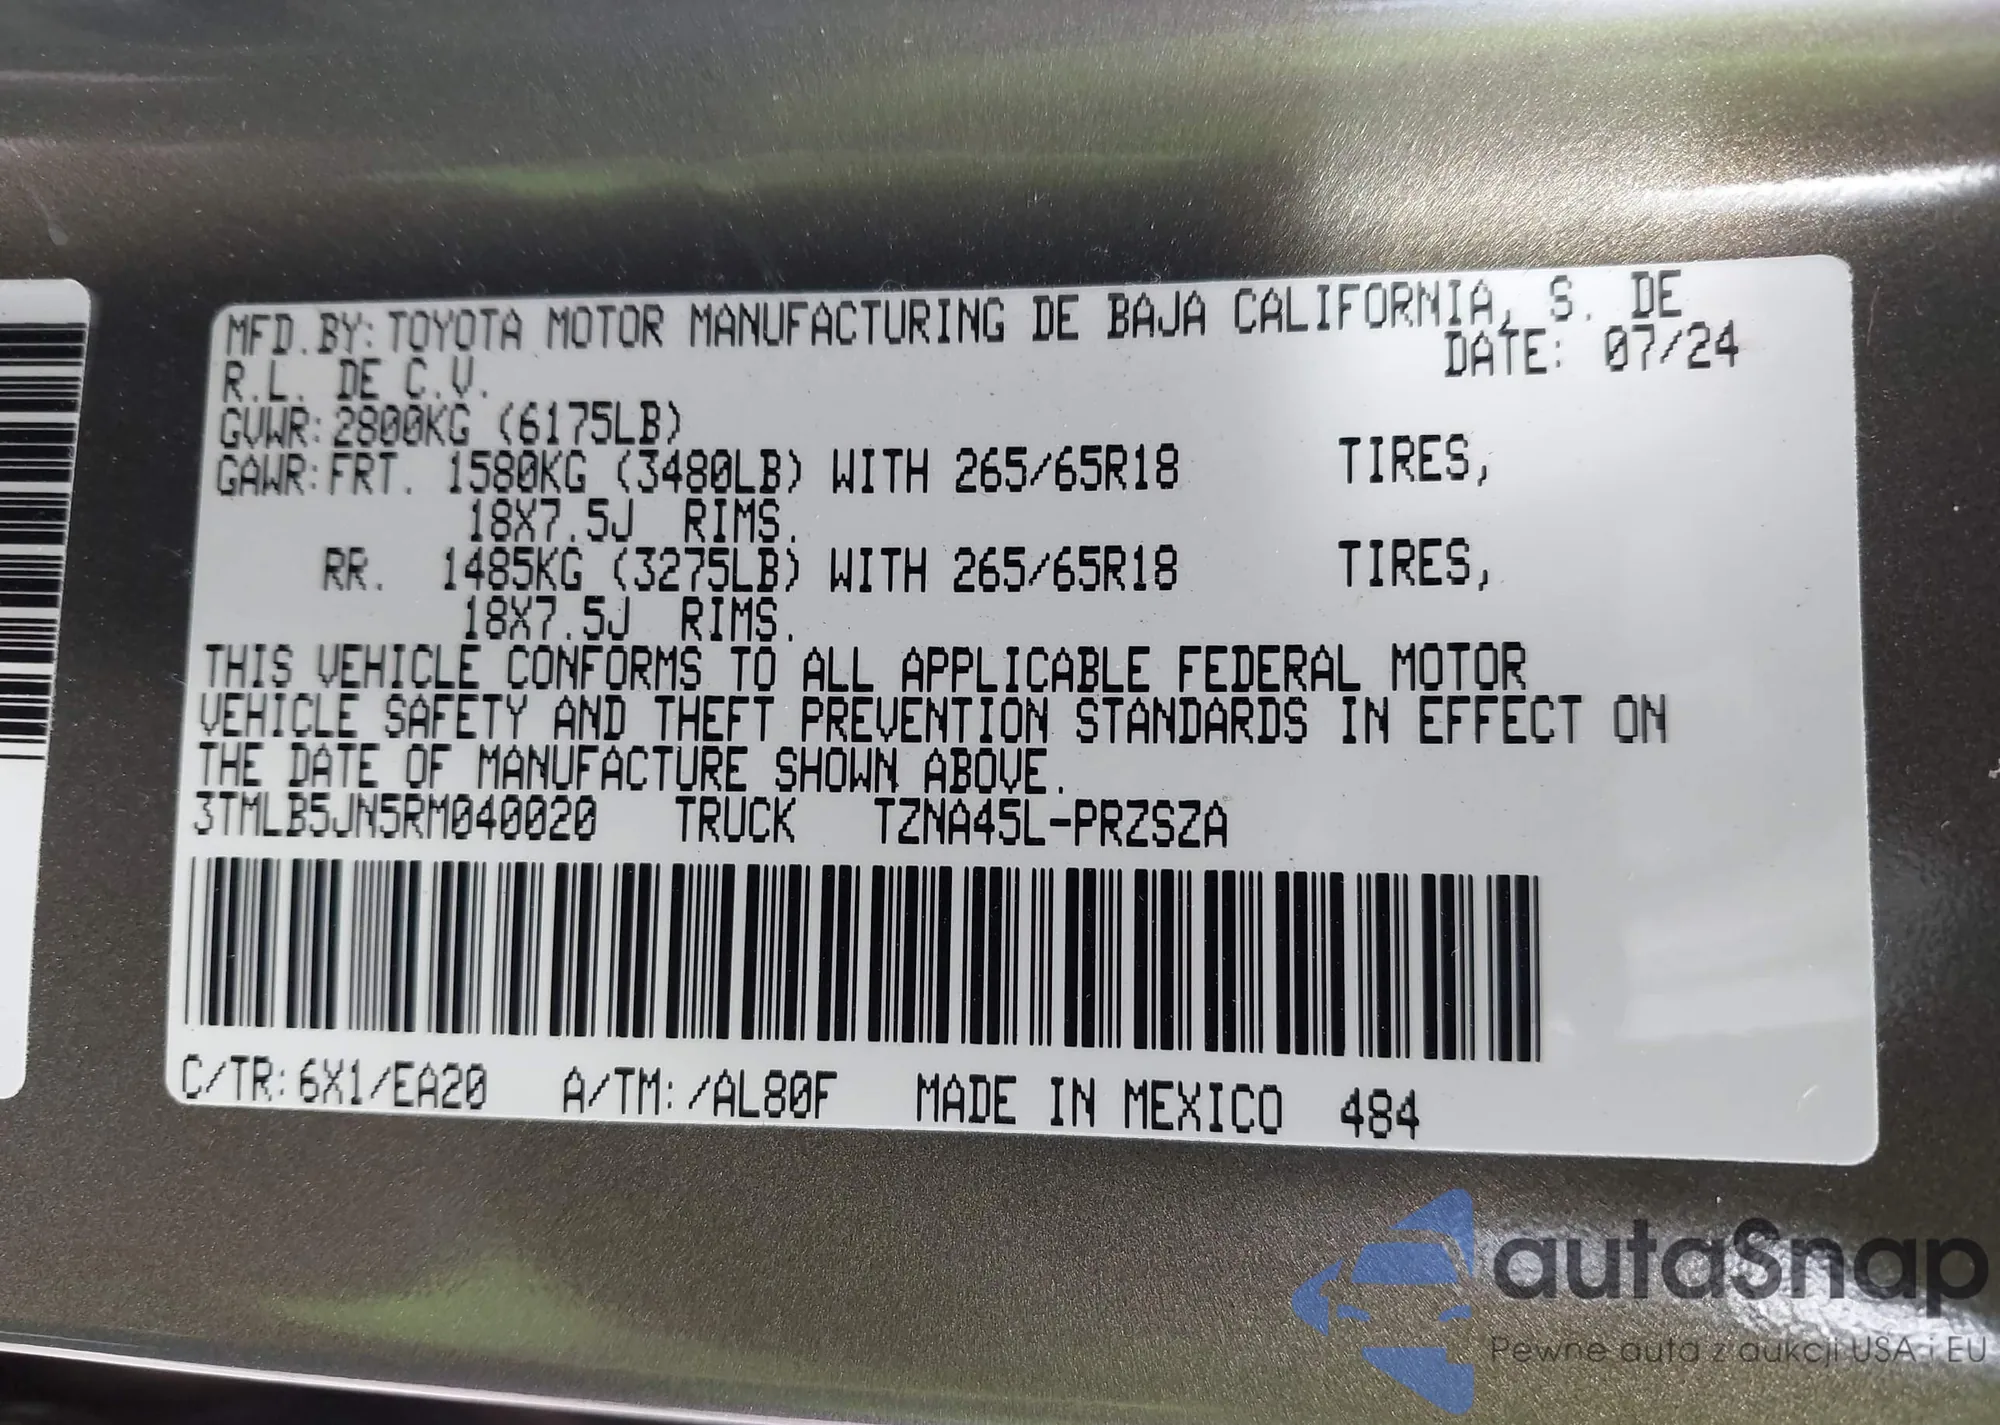 MFD.BY:TOYOTA MOTOR MANUFACTURING DE BAJA CALIFORNIA, S. DE
R.L. DE C.V. DATE: 07/24
GVWR:2800KG (6175LB)
GAWR:FRT. 1580KG (3480LB) WITH 265/65R18 TIRES,
18X7.5J RIMS.
RR. 1485KG (3275LB) WITH 265/65R18 TIRES,
18X7.5J RIMS.
THIS VEHICLE CONFORMS TO ALL APPLICABLE FEDERAL MOTOR
VEHICLE SAFETY AND THEFT PREVENTION STANDARDS IN EFFECT ON
THE DATE OF MANUFACTURE SHOWN ABOVE.
3TMLB5JN5RM040020 TRUCK TZNA45L-PRZSZA
C/TR:6X1/EA20 A/TM:/AL80F MADE IN MEXICO 484
autaSnap
Pewne auta z aukcji USA i EU